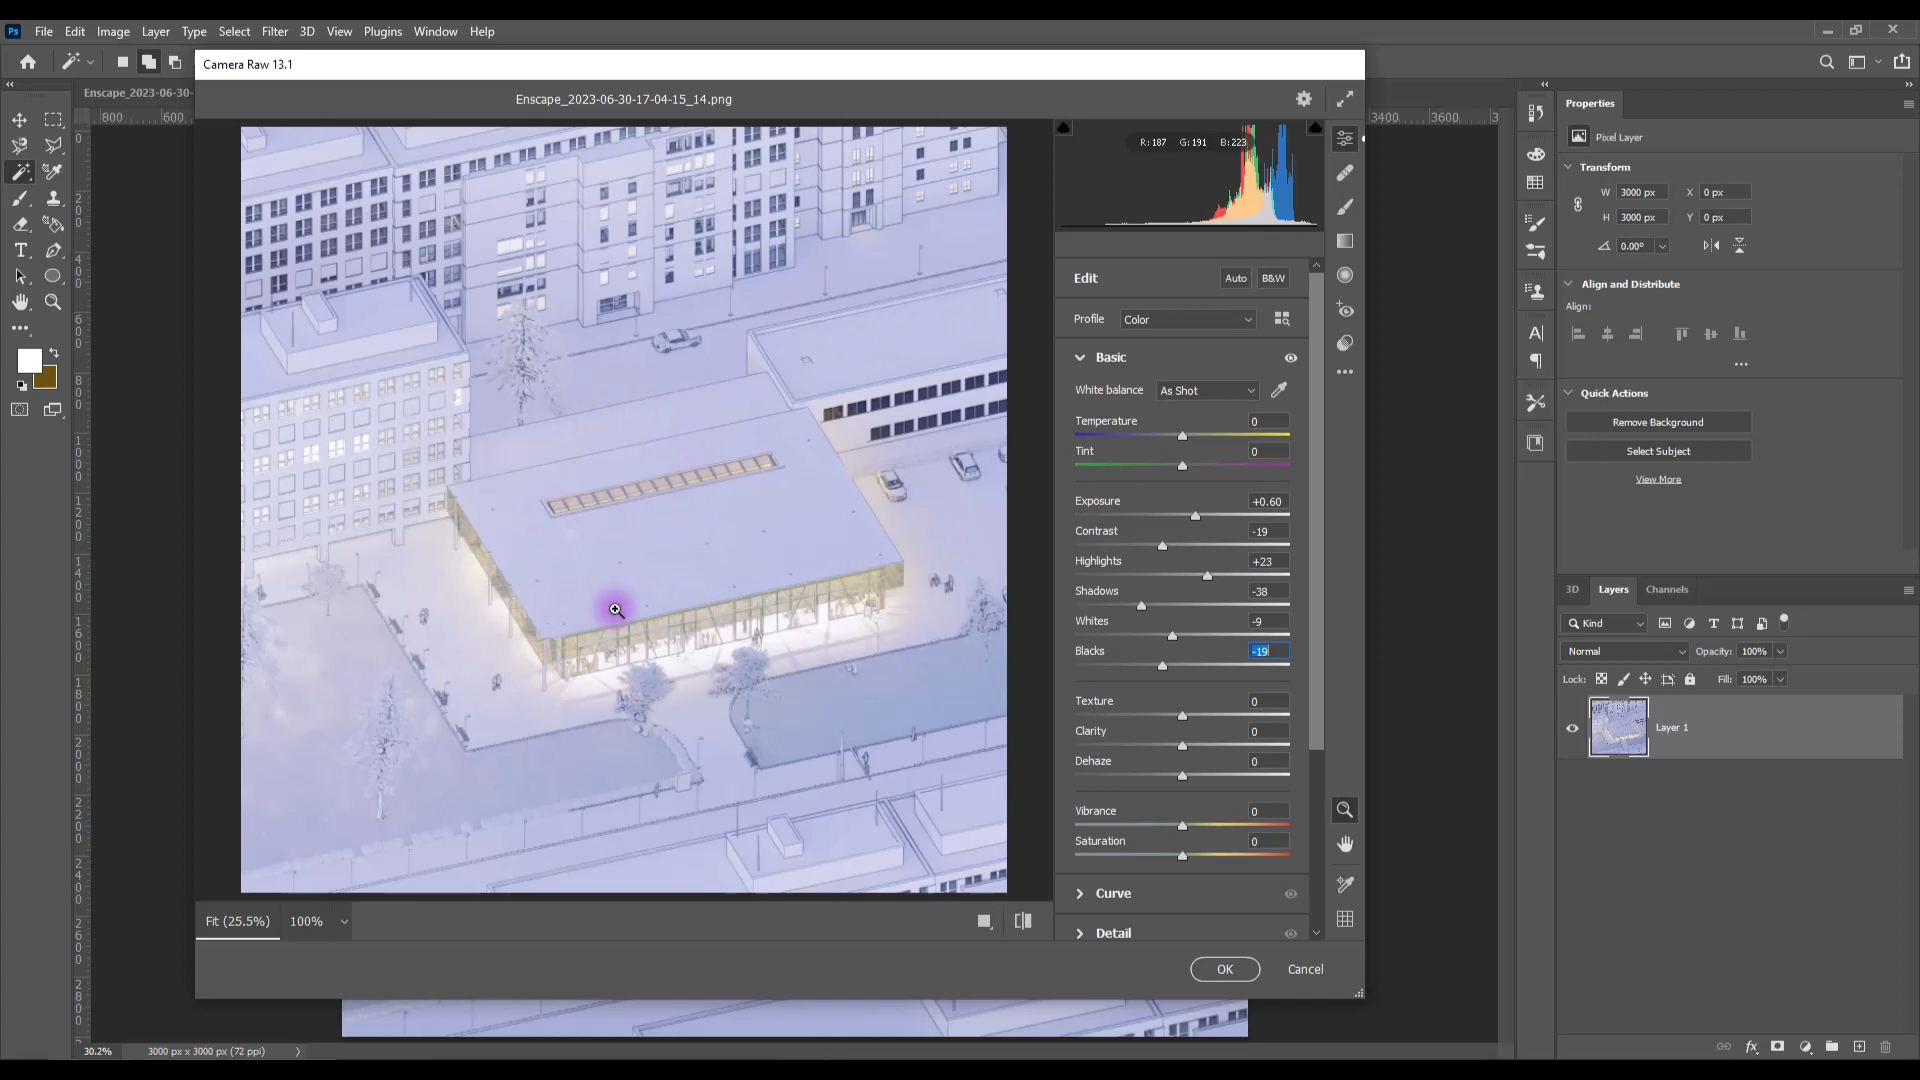 Ps File Edit Image Layer Type Select Filter 3D View Plugins Window Help
Camera Raw 13.1
Enscape_2023-06-30-
Enscape_2023-06-30-17-04-15_14.png
800 600 3400 3600 3
R: 187 G: 191 B: 223
Edit Auto B&W
Profile Color
Basic
White balance As Shot
Temperature 0
Tint 0
Exposure +0.60
Contrast -19
Highlights +23
Shadows -38
Whites -9
Blacks -19
Texture 0
Clarity 0
Dehaze 0
Vibrance 0
Saturation 0
Curve
Detail
Fit (25.5%) 100%
OK Cancel
30.2% 3000 px x 3000 px (72 ppi)
Properties
Pixel Layer
Transform
W 3000 px X 0 px
H 3000 px Y 0 px
0.00°
Align and Distribute
Align:
Quick Actions
Remove Background
Select Subject
View More
3D Layers Channels
Kind
Normal Opacity: 100%
Lock: Fill: 100%
Layer 1
fx